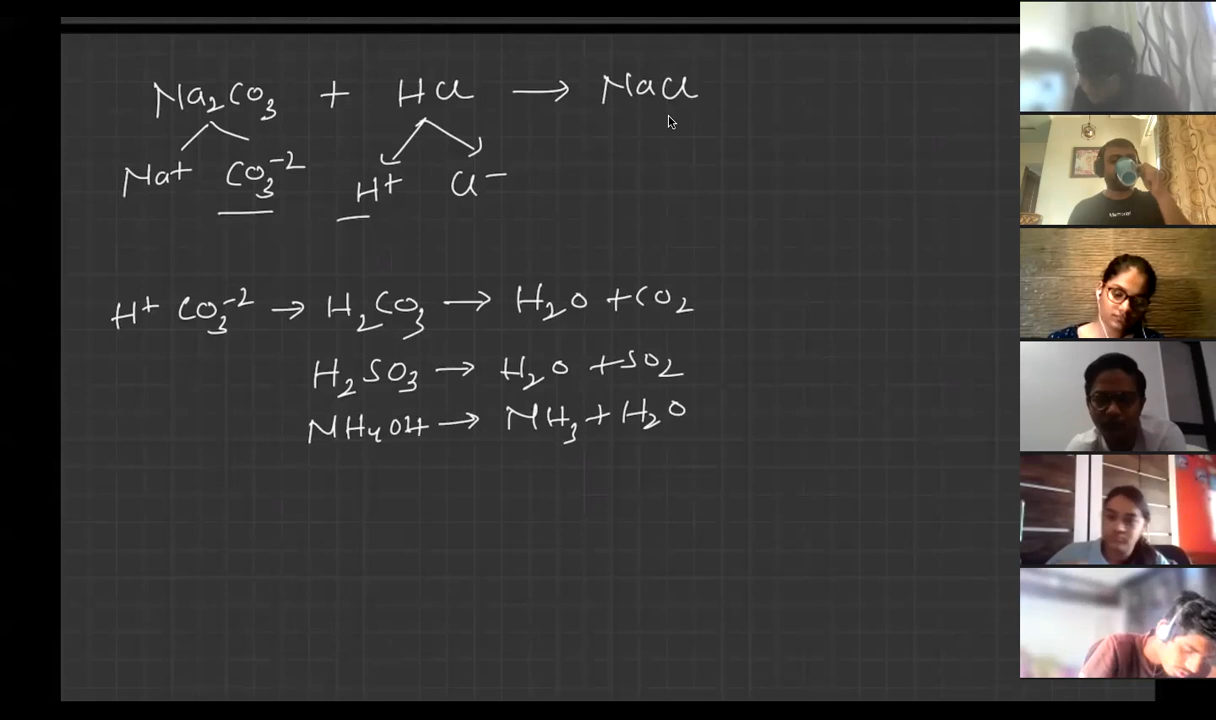 Na₂CO₃ + HCl → NaCl
Na+ CO₃⁻² H+ Cl⁻
H+ CO₃⁻² → H₂CO₃ → H₂O + CO₂
H₂SO₃ → H₂O + SO₂
NH₄OH → NH₃ + H₂O